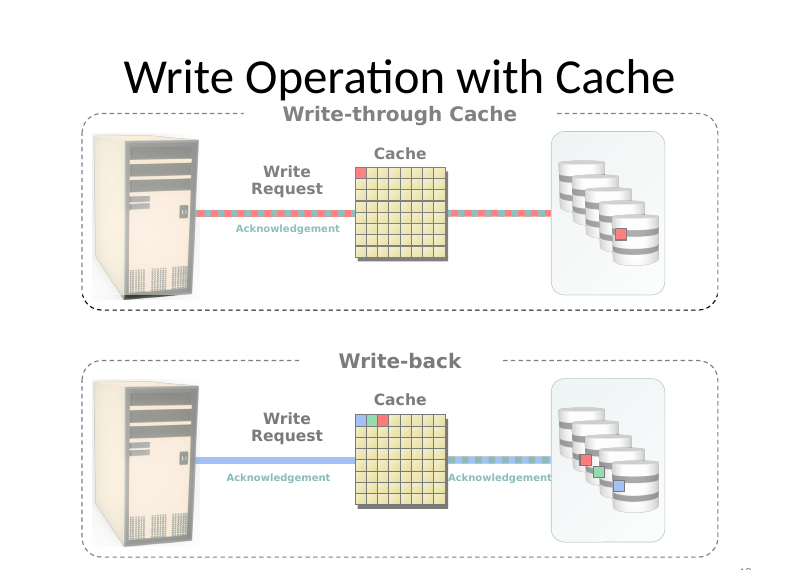 Write Operation with Cache
Write-through Cache
Cache
Write
Request
Acknowledgement
Write-back
Cache
Write
Request
Acknowledgement
Acknowledgement